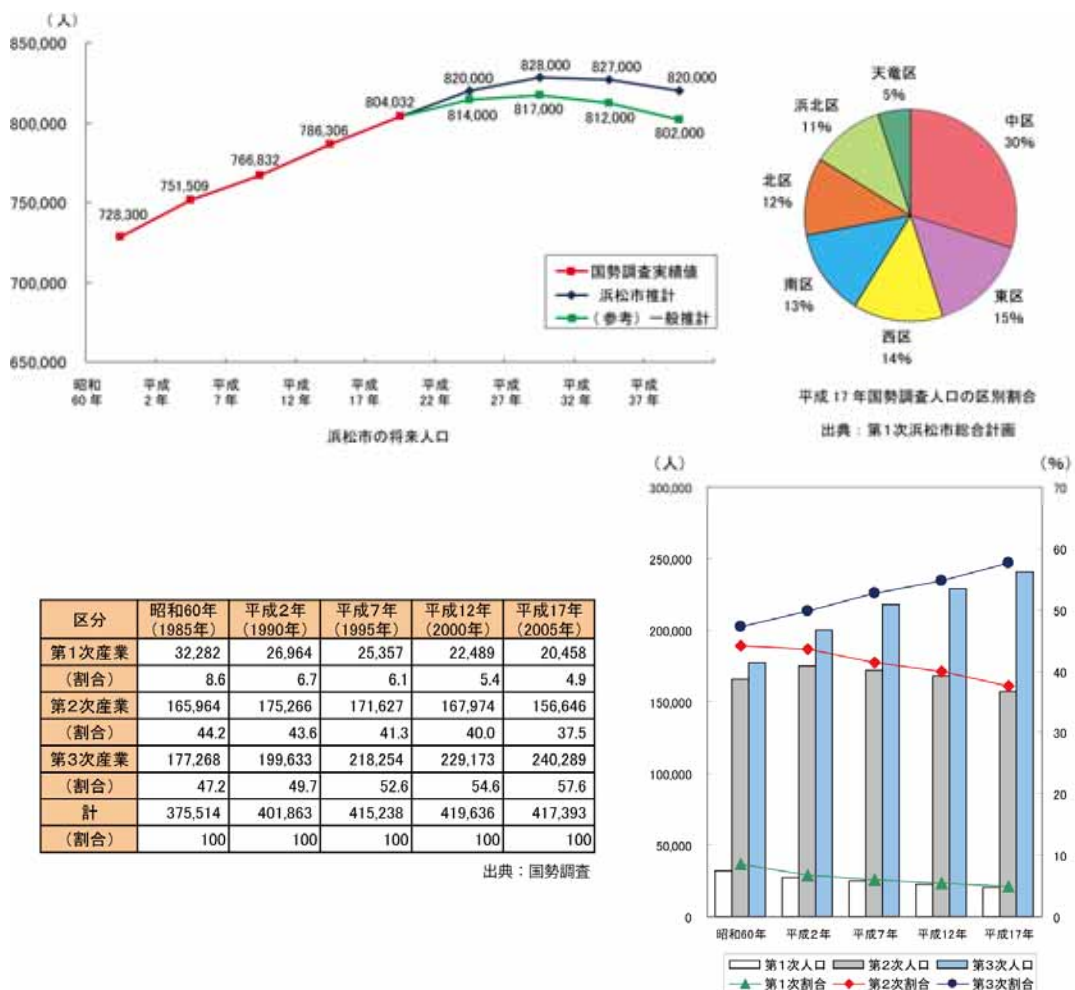 （人）
850,000
800,000
750,000
700,000
650,000
728,300
751,509
766,832
786,306
804,032
820,000
828,000
827,000
820,000
814,000
817,000
812,000
802,000
国勢調査実績値
浜松市推計
（参考）一般推計
昭和
60年
平成
2年
平成
7年
平成
12年
平成
17年
平成
22年
平成
27年
平成
32年
平成
37年
浜松市の将来人口
天竜区
5%
中区
30%
浜北区
11%
北区
12%
南区
13%
西区
14%
東区
15%
平成 17 年国勢調査人口の区別割合
出典：第1次浜松市総合計画
区分 昭和60年（1985年） 平成2年（1990年） 平成7年（1995年） 平成12年（2000年） 平成17年（2005年）
第1次産業 32,282 26,964 25,357 22,489 20,458
（割合） 8.6 6.7 6.1 5.4 4.9
第2次産業 165,964 175,266 171,627 167,974 156,646
（割合） 44.2 43.6 41.3 40.0 37.5
第3次産業 177,268 199,633 218,254 229,173 240,289
（割合） 47.2 49.7 52.6 54.6 57.6
計 375,514 401,863 415,238 419,636 417,393
（割合） 100 100 100 100 100
出典：国勢調査
（人）
（%）
300,000
250,000
200,000
150,000
100,000
50,000
0
70
60
50
40
30
20
10
0
昭和60年 平成2年 平成7年 平成12年 平成17年
第1次人口 第2次人口 第3次人口
第1次割合 第2次割合 第3次割合